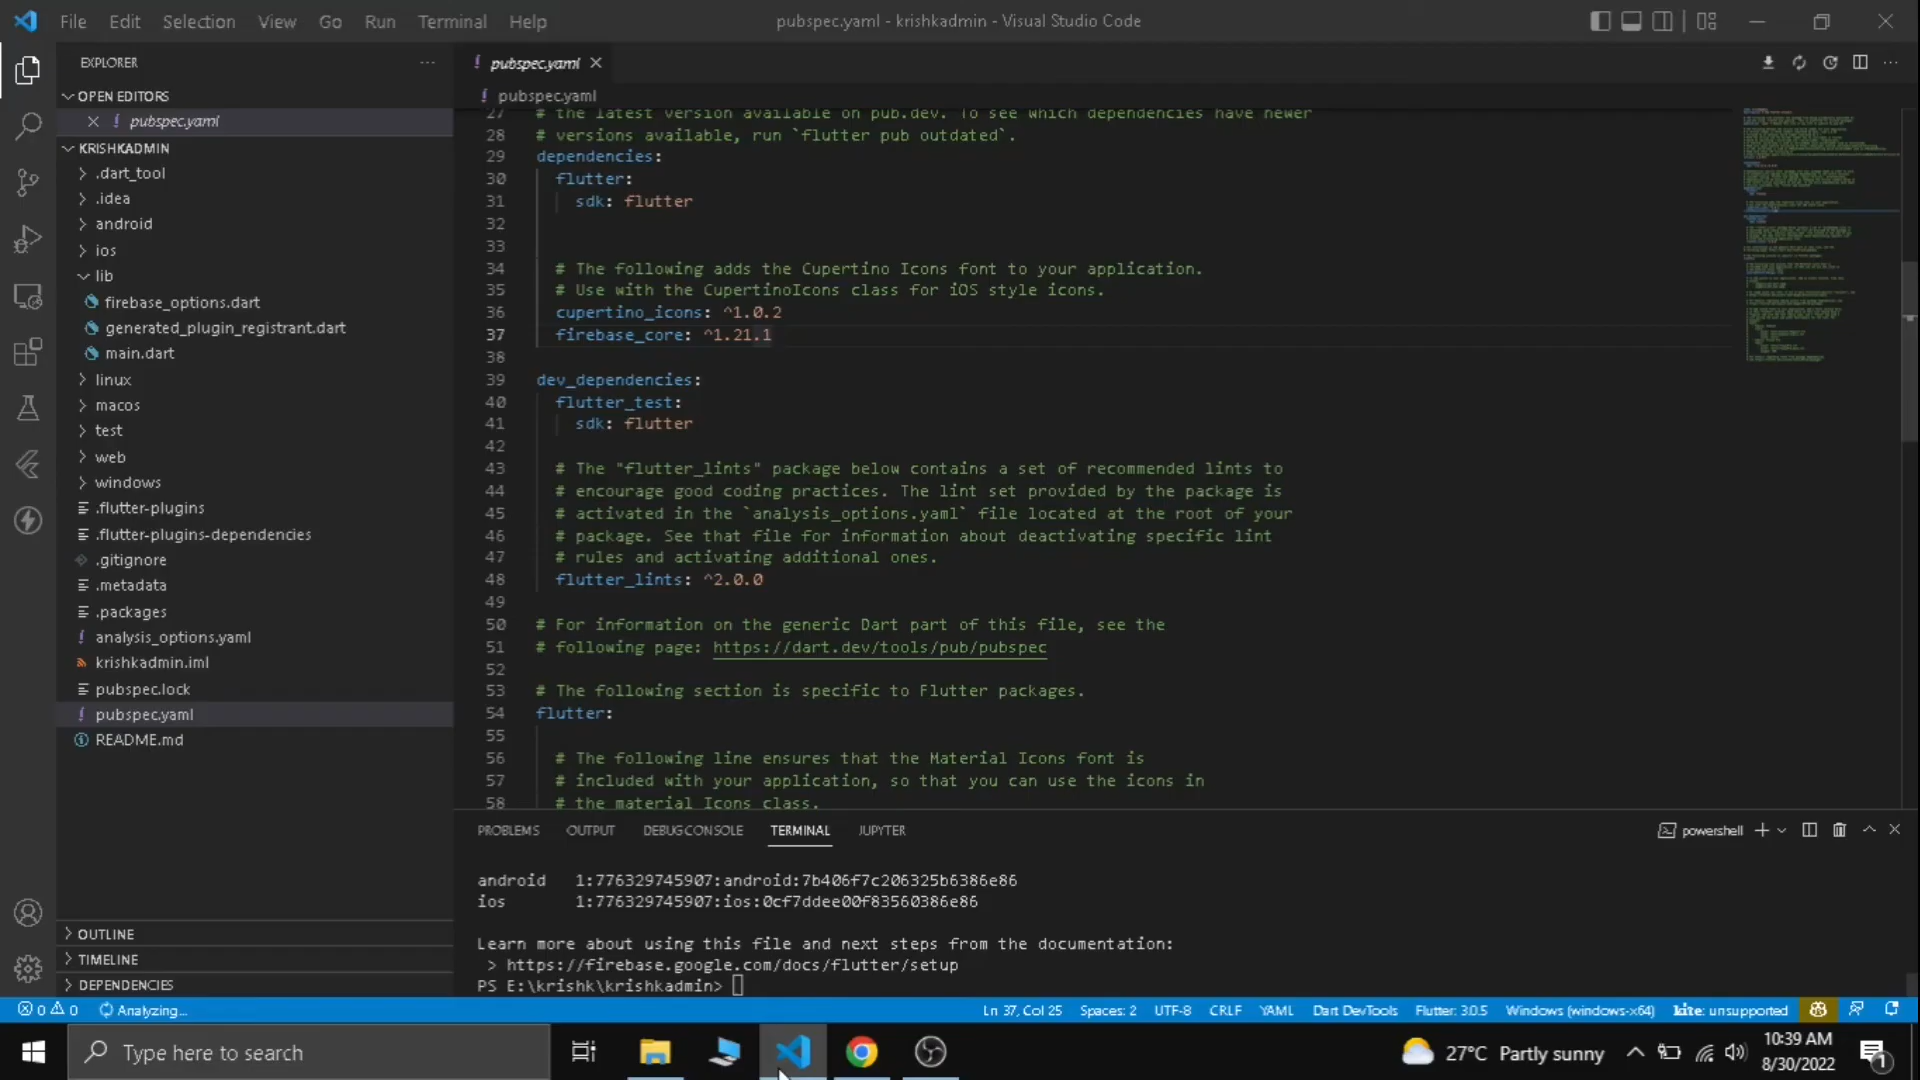 File Edit Selection View Go Run Terminal Help
pubspec.yaml - krishkadmin - Visual Studio Code
EXPLORER
OPEN EDITORS
pubspec.yaml
KRISHKADMIN
.dart_tool
.idea
android
ios
lib
firebase_options.dart
generated_plugin_registrant.dart
main.dart
linux
macos
test
web
windows
.flutter-plugins
.flutter-plugins-dependencies
.gitignore
.metadata
.packages
analysis_options.yaml
krishkadmin.iml
pubspec.lock
pubspec.yaml
README.md
OUTLINE
TIMELINE
DEPENDENCIES
pubspec.yaml
pubspec.yaml
27 # the latest version available on pub.dev. To see which dependencies have newer
28 # versions available, run `flutter pub outdated`.
29 dependencies:
30 flutter:
31 sdk: flutter
32
33
34 # The following adds the Cupertino Icons font to your application.
35 # Use with the CupertinoIcons class for iOS style icons.
36 cupertino_icons: ^1.0.2
37 firebase_core: ^1.21.1
38
39 dev_dependencies:
40 flutter_test:
41 sdk: flutter
42
43 # The "flutter_lints" package below contains a set of recommended lints to
44 # encourage good coding practices. The lint set provided by the package is
45 # activated in the `analysis_options.yaml` file located at the root of your
46 # package. See that file for information about deactivating specific lint
47 # rules and activating additional ones.
48 flutter_lints: ^2.0.0
49
50 # For information on the generic Dart part of this file, see the
51 # following page: https://dart.dev/tools/pub/pubspec
52
53 # The following section is specific to Flutter packages.
54 flutter:
55
56 # The following line ensures that the Material Icons font is
57 # included with your application, so that you can use the icons in
58 # the material Icons class.
PROBLEMS OUTPUT DEBUG CONSOLE TERMINAL JUPYTER
powershell
android 1:776329745907:android:7b406f7c206325b6386e86
ios 1:776329745907:ios:0cf7ddee00f83560386e86
Learn more about using this file and next steps from the documentation:
> https://firebase.google.com/docs/flutter/setup
PS E:\krishk\krishkadmin>
0 0 Analyzing...
Ln 37, Col 25 Spaces: 2 UTF-8 CRLF YAML Dart DevTools Flutter: 3.0.5 Windows (windows-x64) kite: unsupported
Type here to search
27°C Partly sunny
10:39 AM
8/30/2022
1